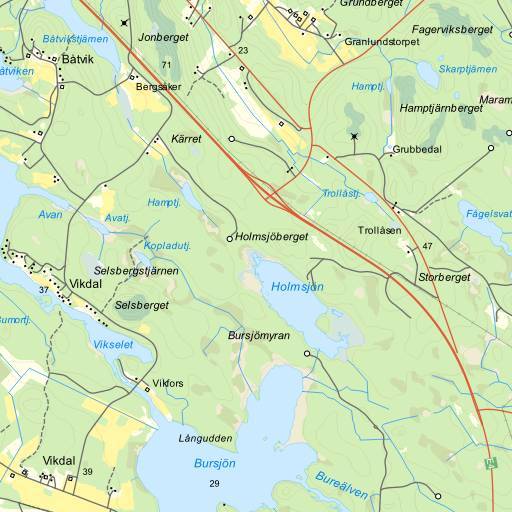 Grundberget
Fagerviksberget
Båtvikstjärnen
Jonberget
Granlundstorpet
23
Båtvik
71
Skarptjärnen
Båtviken
Bergsåker
Hamptj.
Hamptjärnberget
Maram
Kärret
Grubbedal
Hamptj.
Trollåstj.
Avan
Avatj.
Fågelsvat
Trollåsen
Kopladutj.
Holmsjöberget
47
Selsbergstjärnen
Storberget
Vikdal
37
Holmsjön
Selsberget
Bumortj.
Bursjömyran
Vikselet
Vikfors
Långudden
Vikdal
39
Bursjön
Bureälven
29